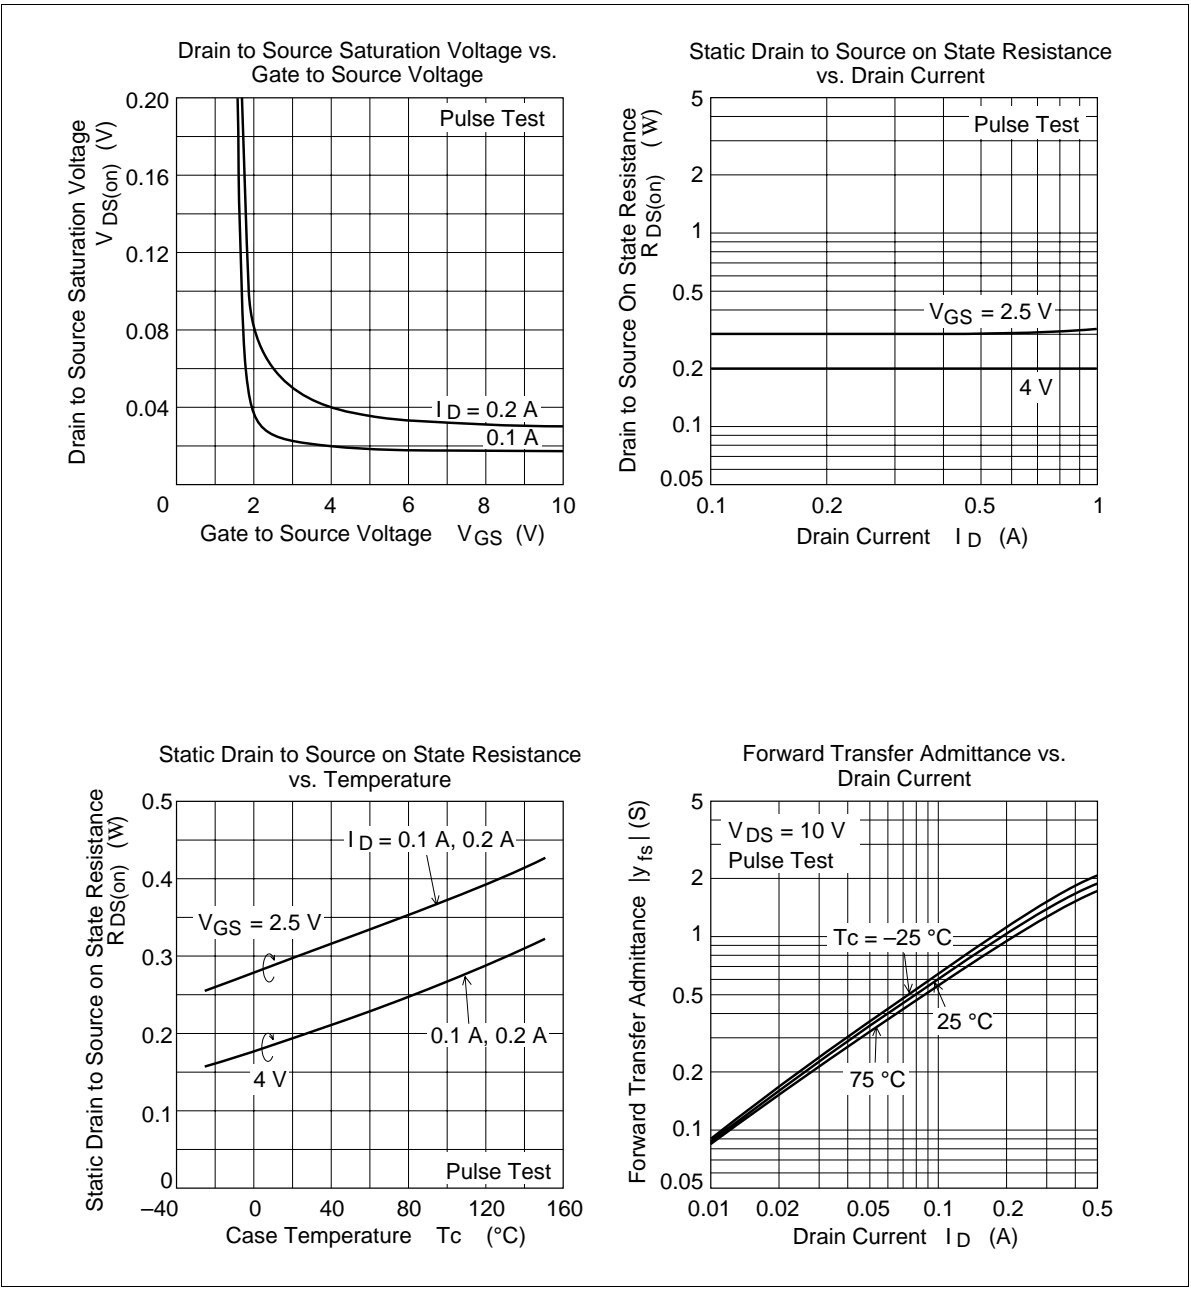 Drain to Source Saturation Voltage vs.
Gate to Source Voltage
Drain to Source Saturation Voltage
V DS(on) (V)
0.20
0.16
0.12
0.08
0.04
Pulse Test
I D = 0.2 A
0.1 A
0 2 4 6 8 10
Gate to Source Voltage V GS (V)
Static Drain to Source on State Resistance
vs. Drain Current
Drain to Source On State Resistance
R DS(on) (W)
5
2
1
0.5
0.2
0.1
0.05
Pulse Test
VGS = 2.5 V
4 V
0.1 0.2 0.5 1
Drain Current I D (A)
Static Drain to Source on State Resistance
vs. Temperature
Static Drain to Source on State Resistance
R DS(on) (W)
0.5
0.4
0.3
0.2
0.1
0
I D = 0.1 A, 0.2 A
VGS = 2.5 V
0.1 A, 0.2 A
4 V
Pulse Test
–40 0 40 80 120 160
Case Temperature Tc (°C)
Forward Transfer Admittance vs.
Drain Current
Forward Transfer Admittance |y fs | (S)
5
2
1
0.5
0.2
0.1
0.05
V DS = 10 V
Pulse Test
Tc = –25 °C
25 °C
75 °C
0.01 0.02 0.05 0.1 0.2 0.5
Drain Current I D (A)